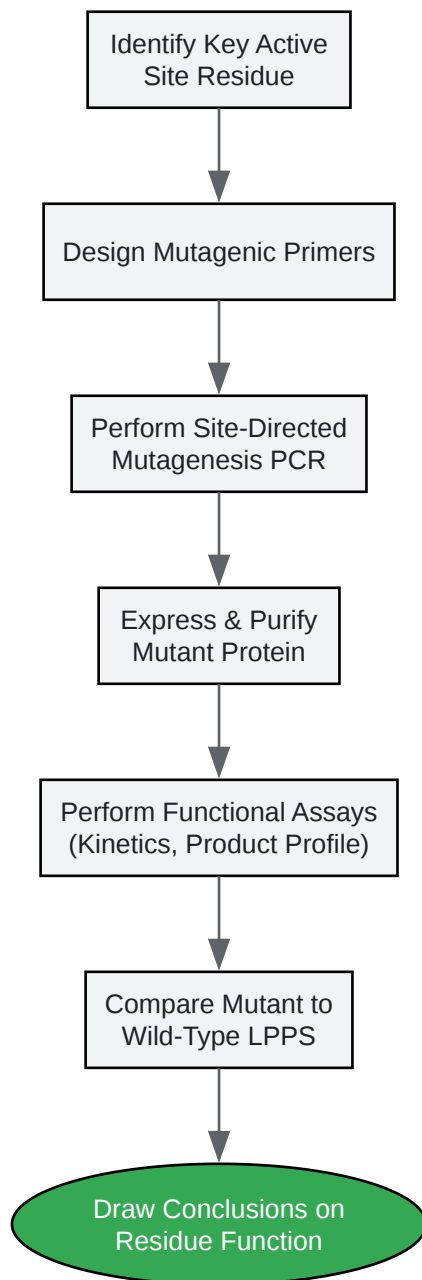 Identify Key Active
Site Residue
Design Mutagenic Primers
Perform Site-Directed
Mutagenesis PCR
Express & Purify
Mutant Protein
Perform Functional Assays
(Kinetics, Product Profile)
Compare Mutant to
Wild-Type LPPS
Draw Conclusions on
Residue Function